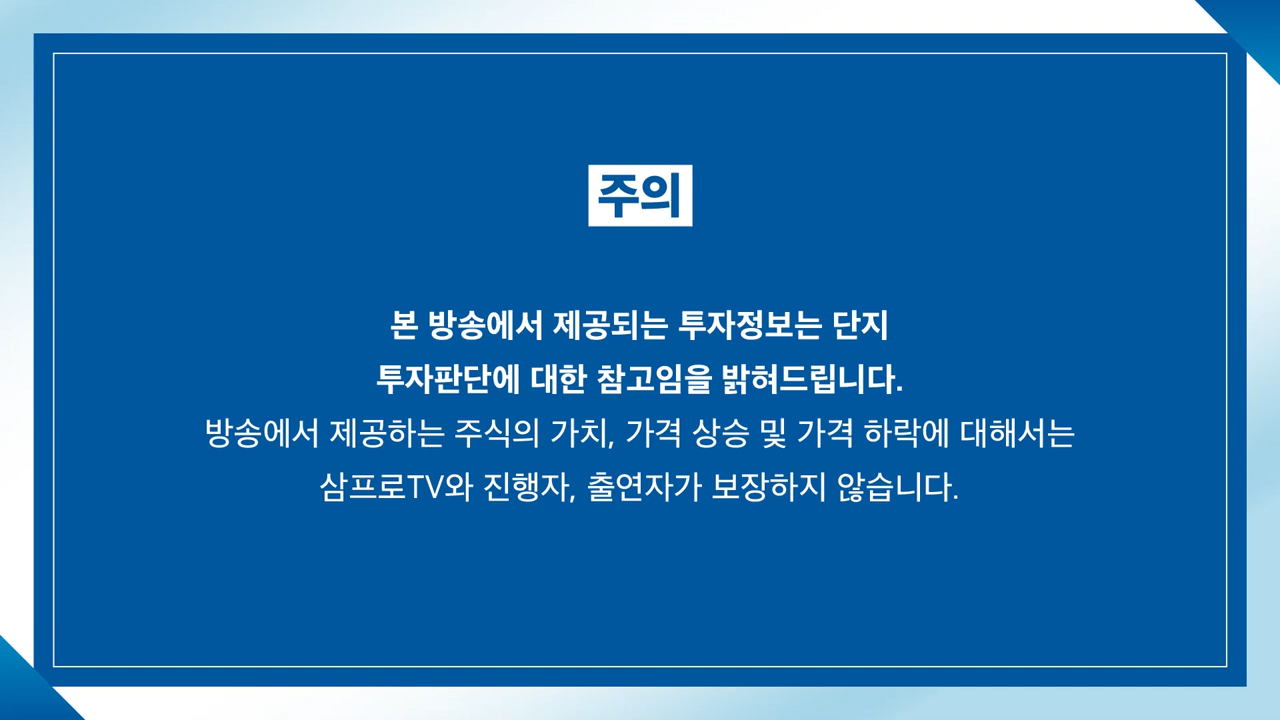 주의
본 방송에서 제공되는 투자정보는 단지
투자판단에 대한 참고임을 밝혀드립니다.
방송에서 제공하는 주식의 가치, 가격 상승 및 가격 하락에 대해서는
삼프로TV와 진행자, 출연자가 보장하지 않습니다.